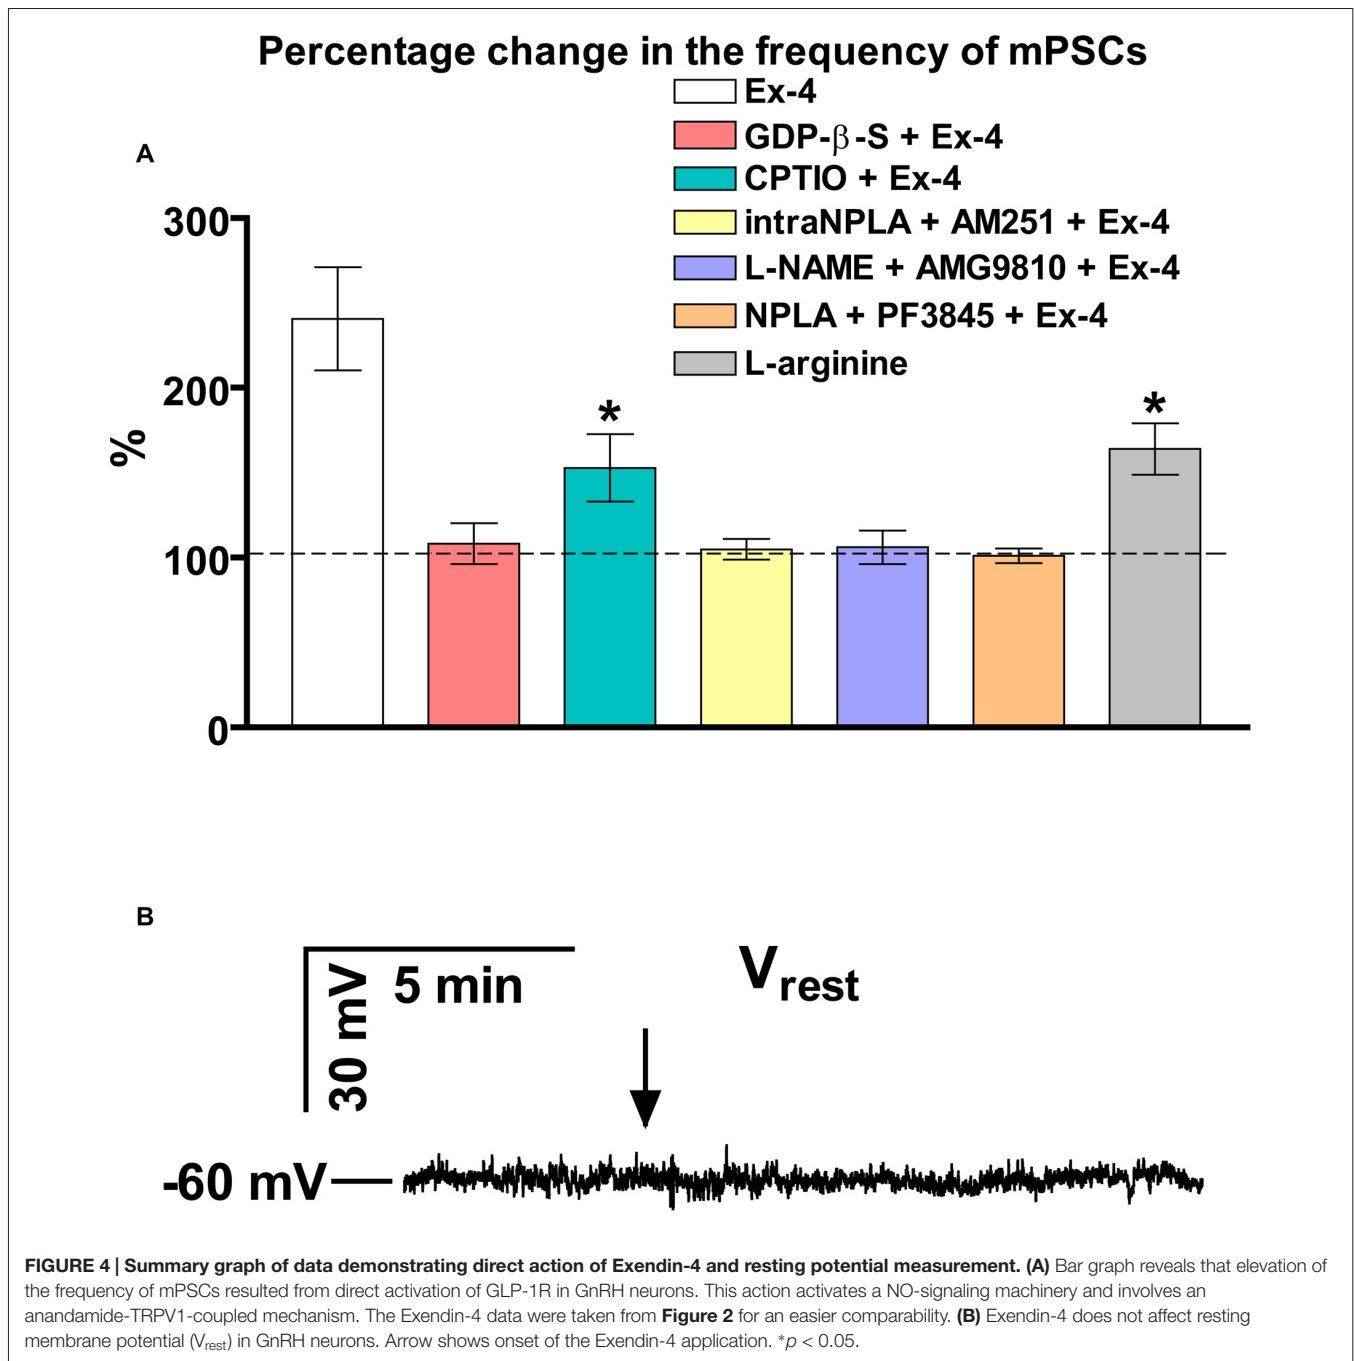 Percentage change in the frequency of mPSCs
Ex-4
GDP-β-S + Ex-4
CPTIO + Ex-4
intraNPLA + AM251 + Ex-4
L-NAME + AMG9810 + Ex-4
NPLA + PF3845 + Ex-4
L-arginine
A
300
200
100
0
%
*
*
B
5 min
30 mV
Vrest
-60 mV
FIGURE 4 | Summary graph of data demonstrating direct action of Exendin-4 and resting potential measurement. (A) Bar graph reveals that elevation of
the frequency of mPSCs resulted from direct activation of GLP-1R in GnRH neurons. This action activates a NO-signaling machinery and involves an
anandamide-TRPV1-coupled mechanism. The Exendin-4 data were taken from Figure 2 for an easier comparability. (B) Exendin-4 does not affect resting
membrane potential (Vrest) in GnRH neurons. Arrow shows onset of the Exendin-4 application. *p < 0.05.